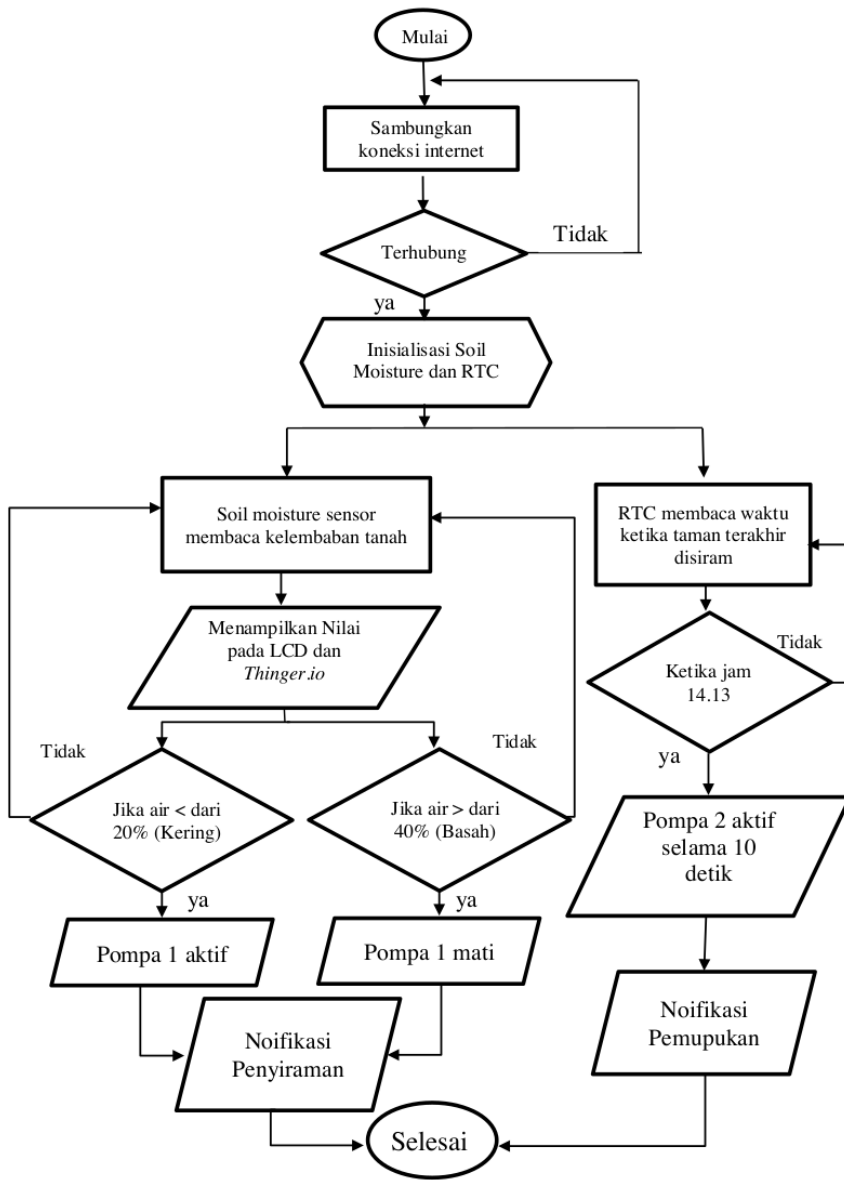 Mulai
Sambungkan
koneksi internet
Terhubung
Tidak
ya
Inisialisasi Soil
Moisture dan RTC
Soil moisture sensor
membaca kelembaban tanah
Menampilkan Nilai
pada LCD dan
Thinger.io
Tidak
Jika air < dari
20% (Kering)
ya
Pompa 1 aktif
Tidak
Jika air > dari
40% (Basah)
ya
Pompa 1 mati
Noifikasi
Penyiraman
RTC membaca waktu
ketika taman terakhir
disiram
Tidak
Ketika jam
14.13
ya
Pompa 2 aktif
selama 10
detik
Noifikasi
Pemupukan
Selesai